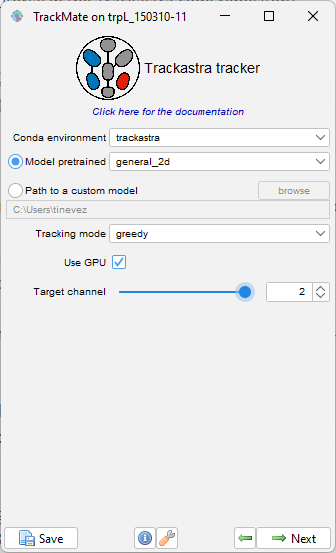 TrackMate on trpL_150310-11
Trackastra tracker
Click here for the documentation
Conda environment trackastra
Model pretrained general_2d
Path to a custom model browse
C:\Users\tinevez
Tracking mode greedy
Use GPU
Target channel 2
Save Next